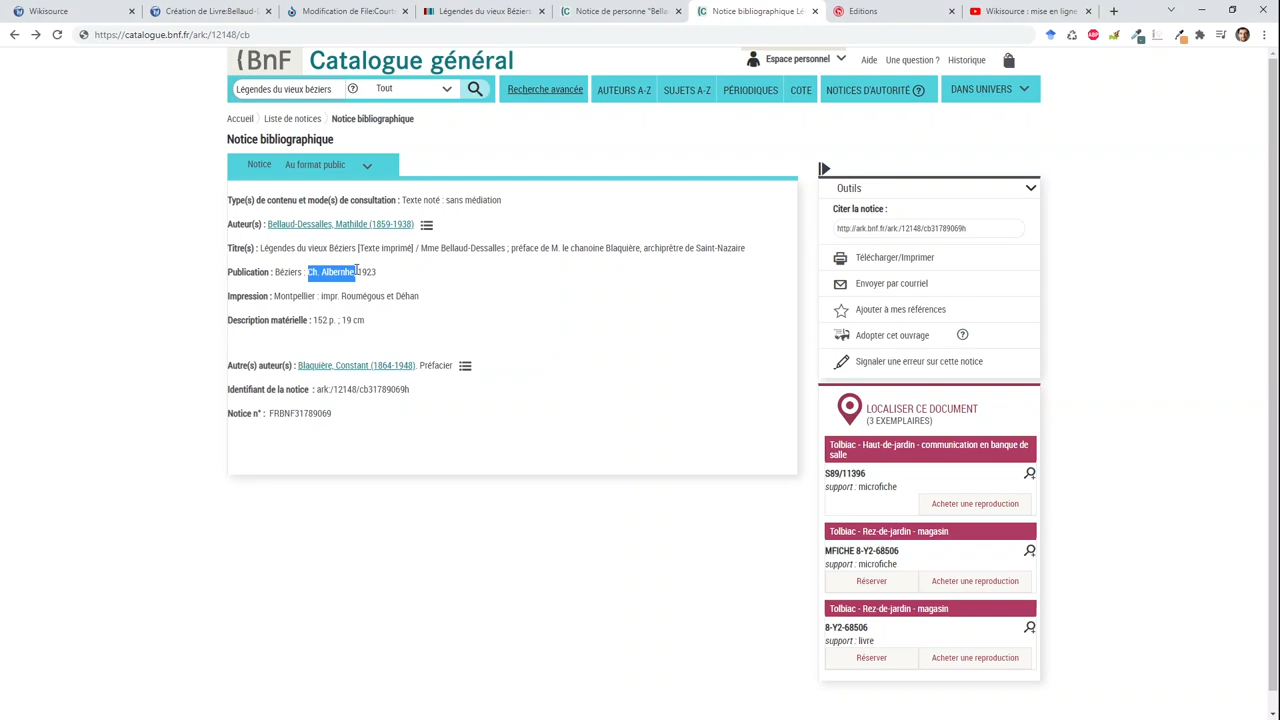 Wikisource
Création de Livre:Bellaud-D
Modification de File:Court -
Légendes du vieux Béziers
Notice de personne "Bella
Notice bibliographique Lé
Editions
Wikisource : mise en ligne
https://catalogue.bnf.fr/ark:/12148/cb
{BnF Catalogue général
Espace personnel
Aide Une question ? Historique
Légendes du vieux béziers
Tout
Recherche avancée
AUTEURS A-Z
SUJETS A-Z
PÉRIODIQUES
COTE
NOTICES D'AUTORITÉ
DANS UNIVERS
Accueil Liste de notices Notice bibliographique
Notice bibliographique
Notice Au format public
Type(s) de contenu et mode(s) de consultation : Texte noté : sans médiation
Auteur(s) : Bellaud-Dessalles, Mathilde (1859-1938)
Titre(s) : Légendes du vieux Béziers [Texte imprimé] / Mme Bellaud-Dessalles ; préface de M. le chanoine Blaquière, archiprêtre de Saint-Nazaire
Publication : Béziers : Ch. Albernhe, 1923
Impression : Montpellier : impr. Roumégous et Déhan
Description matérielle : 152 p. ; 19 cm
Autre(s) auteur(s) : Blaquière, Constant (1864-1948). Préfacier
Identifiant de la notice : ark:/12148/cb31789069h
Notice n° : FRBNF31789069
Outils
Citer la notice :
http://ark.bnf.fr/ark:/12148/cb31789069h
Télécharger/Imprimer
Envoyer par courriel
Ajouter à mes références
Adopter cet ouvrage
Signaler une erreur sur cette notice
LOCALISER CE DOCUMENT
(3 EXEMPLAIRES)
Tolbiac - Haut-de-jardin - communication en banque de
salle
S89/11396
support : microfiche
Acheter une reproduction
Tolbiac - Rez-de-jardin - magasin
MFICHE 8-Y2-68506
support : microfiche
Réserver Acheter une reproduction
Tolbiac - Rez-de-jardin - magasin
8-Y2-68506
support : livre
Réserver Acheter une reproduction